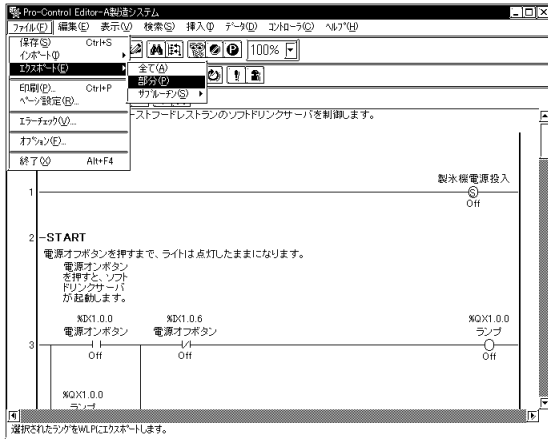 Pro-Control Editor-A製造システム
ファイル(F) 編集(E) 表示(V) 検索(S) 挿入(I) データ(D) コントローラ(C) ヘルプ(H)
保存(S) Ctrl+S
インポート(I)
エクスポート(E)
全て(A)
部分(P)
サブルーチン(S)
100%
印刷(P)... Ctrl+P
ページ設定(R)...
エラーチェック(V)...
オプション(F)...
終了(X) Alt+F4
ーストフードレストランのソフトドリンクサーバを制御します。
製氷機電源投入
1
S
Off
2 -START
電源オフボタンを押すまで、ライトは点灯したままになります。
電源オンボタン
を押すと、ソフト
ドリンクサーバ
が起動します。
%IX1.0.0 %IX1.0.6 %QX1.0.0
電源オンボタン 電源オフボタン ランプ
3
Off Off Off
%QX1.0.0
ランプ
選択されたラングをWLPにエクスポートします。